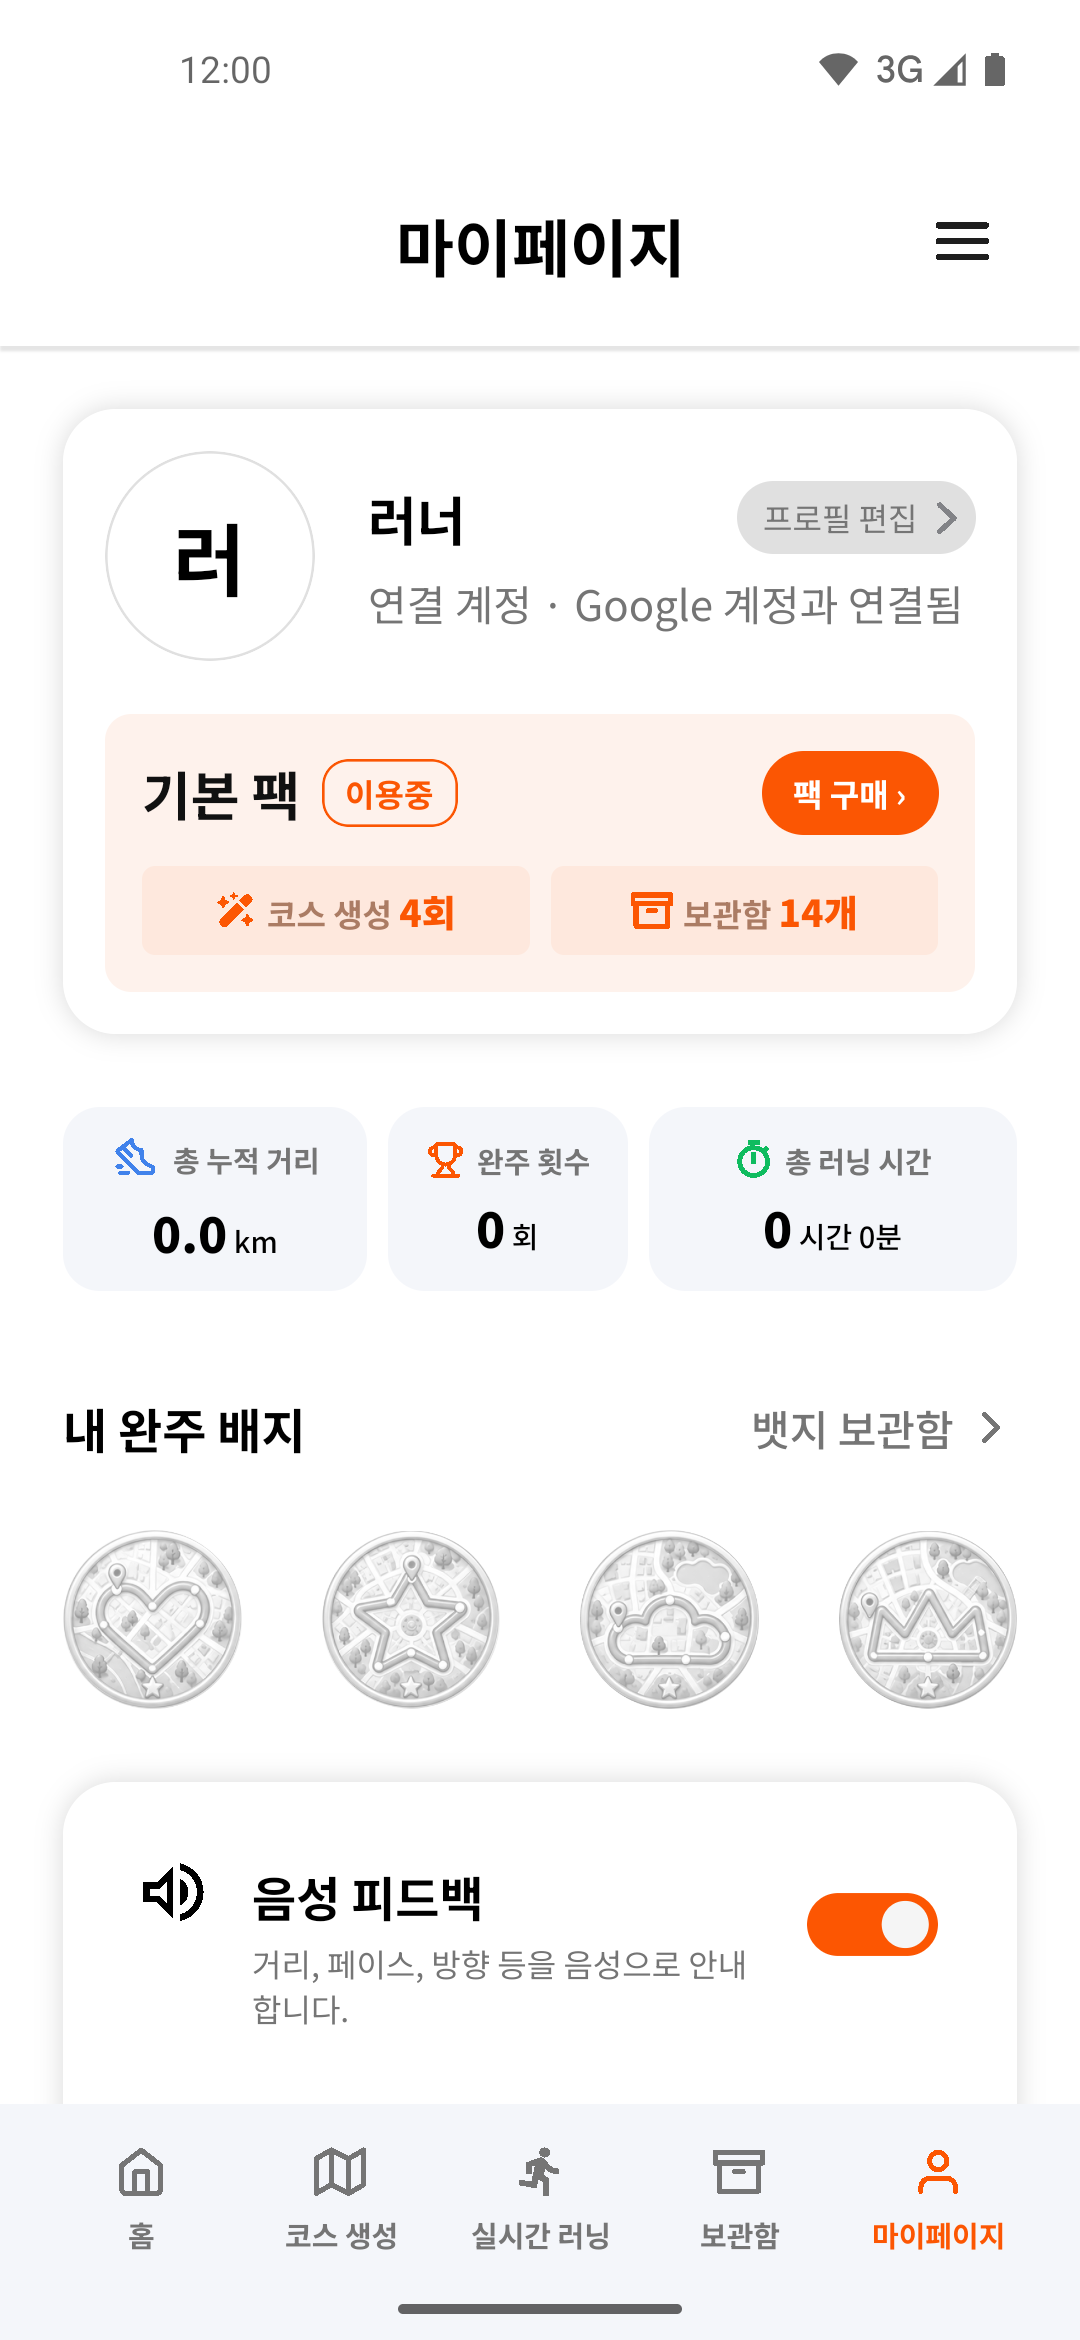 12:00
3G
마이페이지
러
러너
프로필 편집
연결 계정 · Google 계정과 연결됨
기본 팩
이용중
팩 구매 ›
코스 생성 4회
보관함 14개
총 누적 거리
완주 횟수
총 러닝 시간
0.0 km
0 회
0 시간 0분
내 완주 배지
뱃지 보관함
음성 피드백
거리, 페이스, 방향 등을 음성으로 안내
합니다.
홈
코스 생성
실시간 러닝
보관함
마이페이지